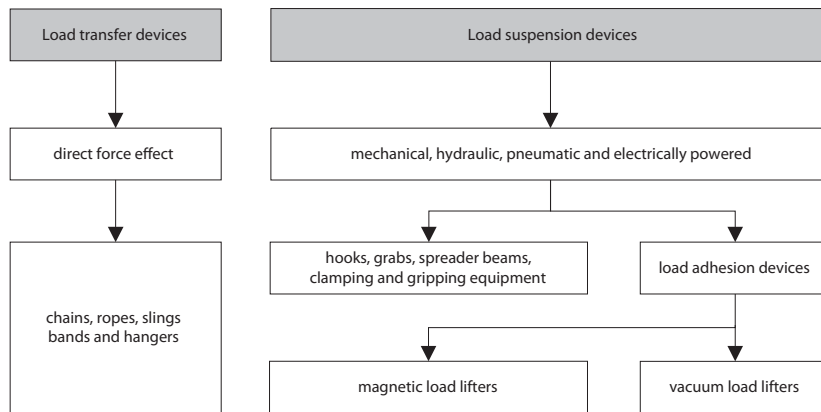 Load transfer devices
Load suspension devices
direct force effect
mechanical, hydraulic, pneumatic and electrically powered
chains, ropes, slings
bands and hangers
hooks, grabs, spreader beams,
clamping and gripping equipment
load adhesion devices
magnetic load lifters
vacuum load lifters